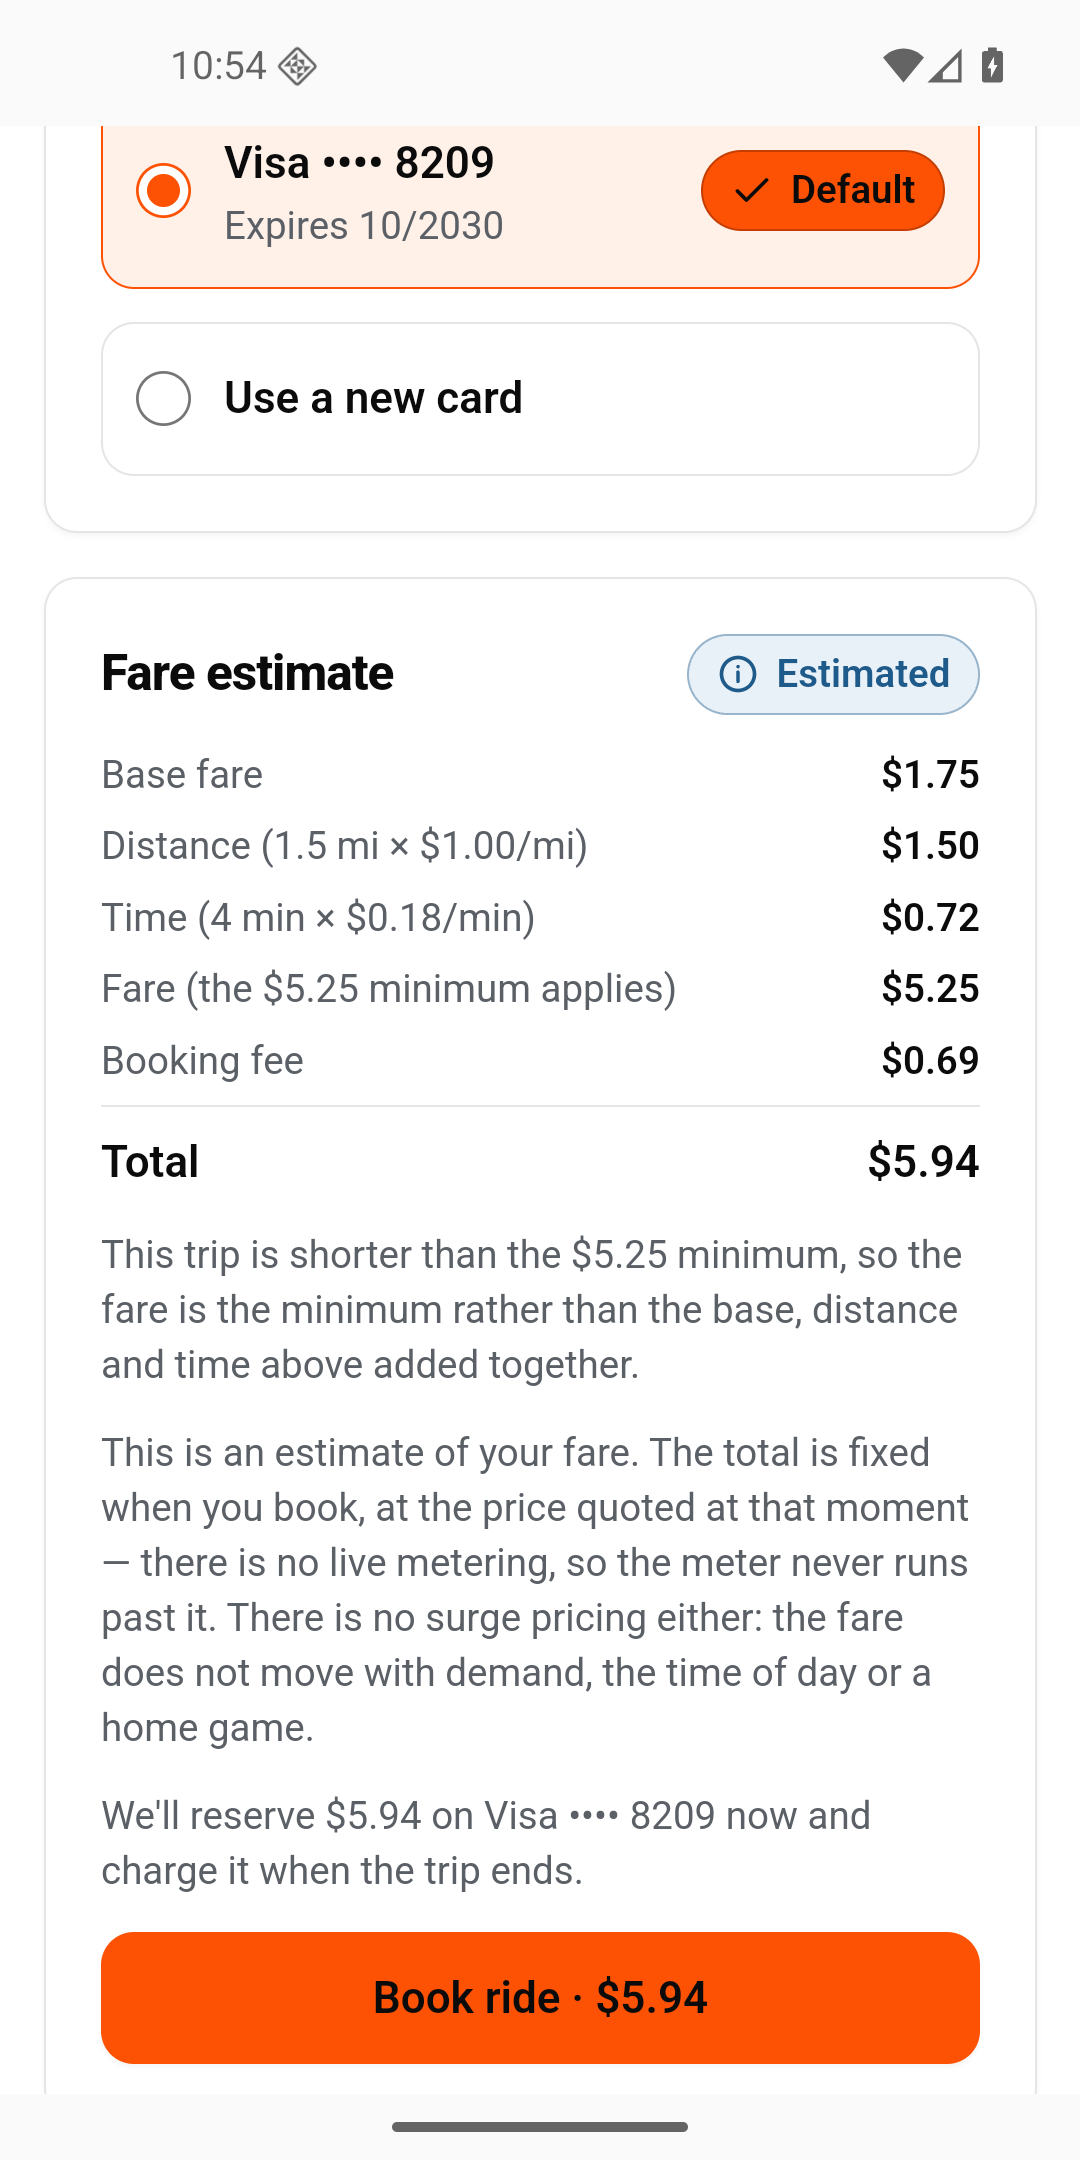 10:54
Visa •••• 8209
Expires 10/2030
Default
Use a new card
Fare estimate
Estimated
Base fare $1.75
Distance (1.5 mi × $1.00/mi) $1.50
Time (4 min × $0.18/min) $0.72
Fare (the $5.25 minimum applies) $5.25
Booking fee $0.69
Total $5.94
This trip is shorter than the $5.25 minimum, so the
fare is the minimum rather than the base, distance
and time above added together.
This is an estimate of your fare. The total is fixed
when you book, at the price quoted at that moment
— there is no live metering, so the meter never runs
past it. There is no surge pricing either: the fare
does not move with demand, the time of day or a
home game.
We'll reserve $5.94 on Visa •••• 8209 now and
charge it when the trip ends.
Book ride · $5.94